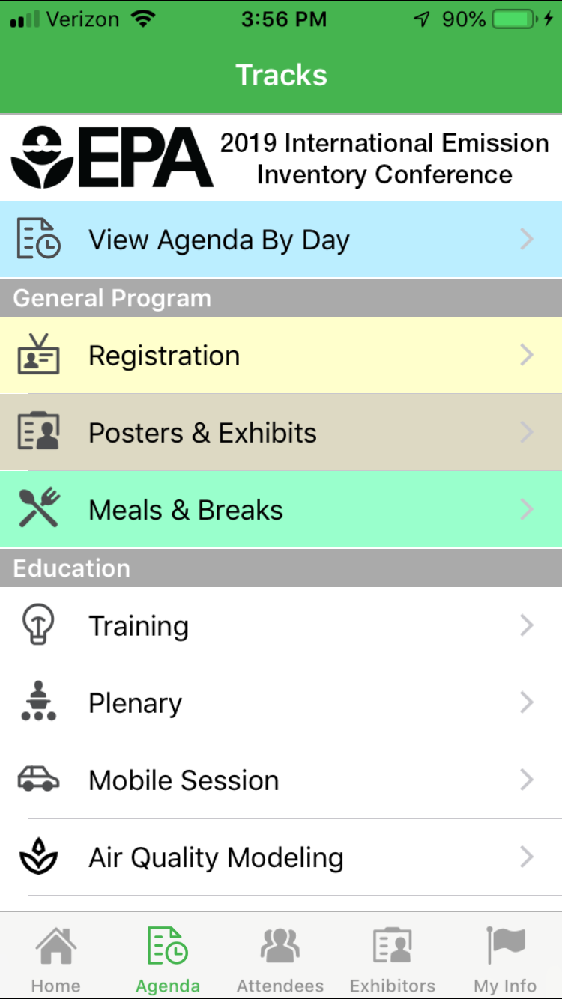 Verizon 3:56 PM 90%
Tracks
EPA 2019 International Emission
Inventory Conference
View Agenda By Day
General Program
Registration
Posters & Exhibits
Meals & Breaks
Education
Training
Plenary
Mobile Session
Air Quality Modeling
Home Agenda Attendees Exhibitors My Info